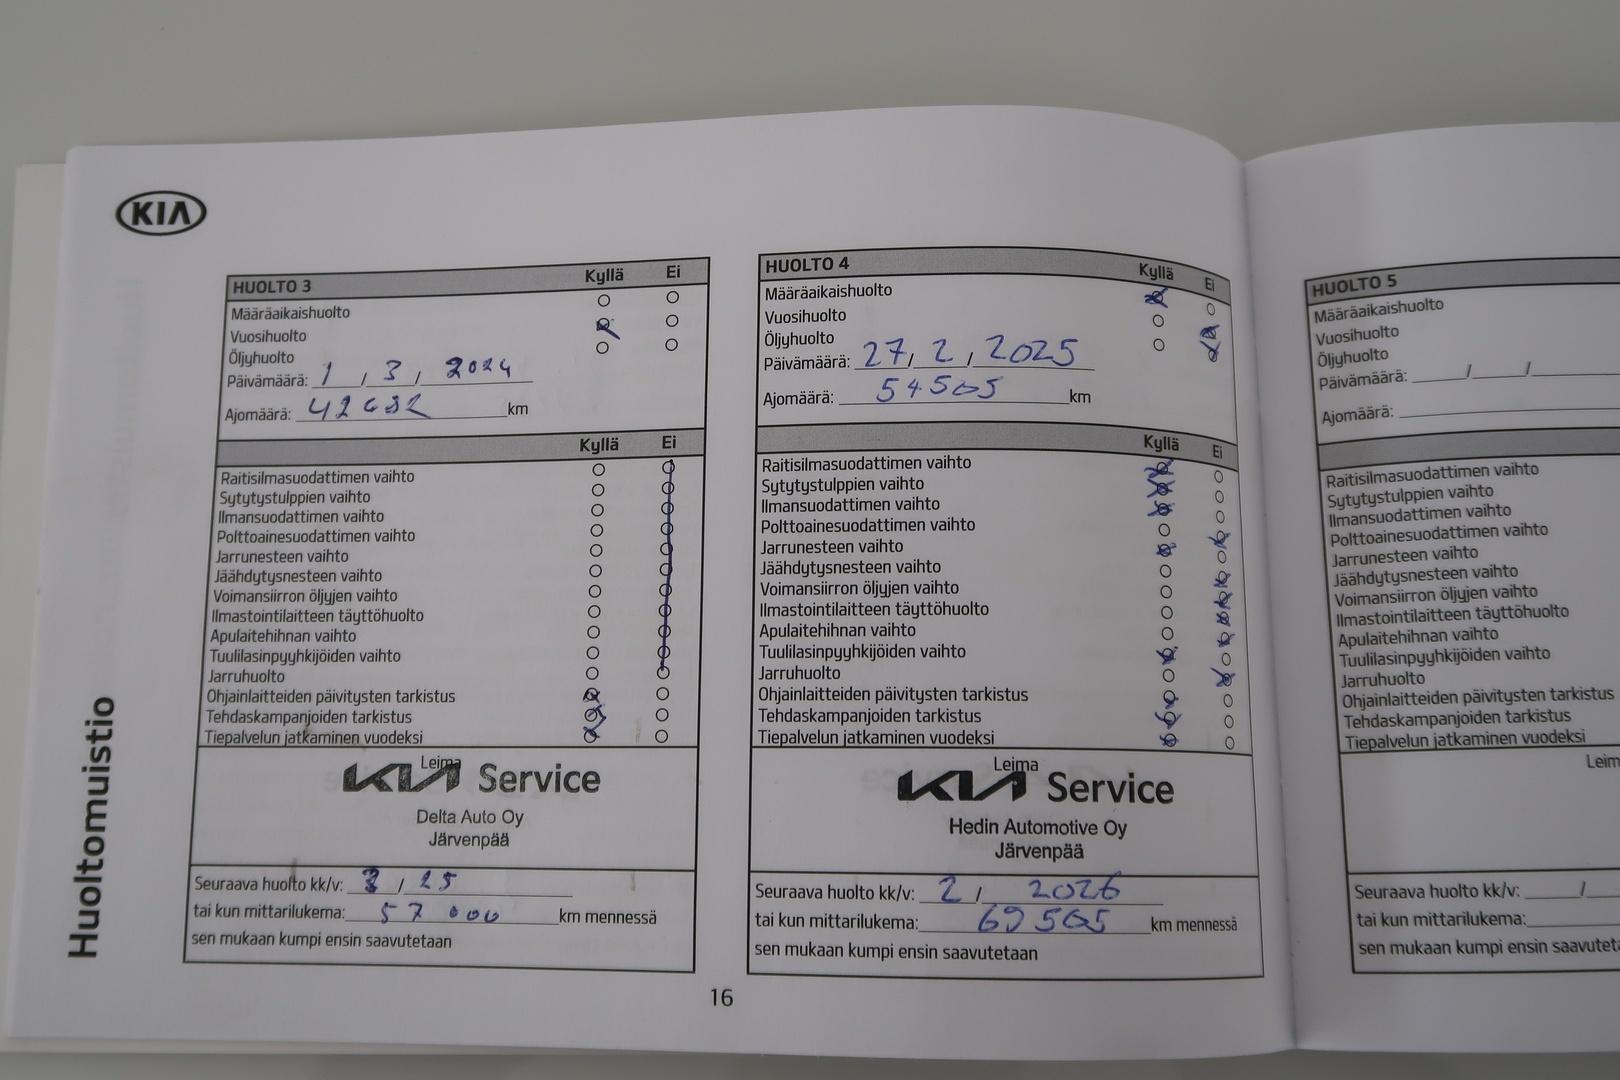 KIA
Huoltomuistio
HUOLTO 3 Kyllä Ei
Määräaikaishuolto
Vuosihuolto
Öljyhuolto
Päivämäärä: 1 / 3 / 2024
Ajomäärä: km
Kyllä Ei
Raitisilmasuodattimen vaihto
Sytytystulppien vaihto
Ilmansuodattimen vaihto
Polttoainesuodattimen vaihto
Jarrunesteen vaihto
Jäähdytysnesteen vaihto
Voimansiirron öljyjen vaihto
Ilmastointilaitteen täyttöhuolto
Apulaitehihnan vaihto
Tuulilasinpyyhkijöiden vaihto
Jarruhuolto
Ohjainlaitteiden päivitysten tarkistus
Tehdaskampanjoiden tarkistus
Tiepalvelun jatkaminen vuodeksi
Leima
KIA Service
Delta Auto Oy
Järvenpää
Seuraava huolto kk/v: 3 / 25
tai kun mittarilukema: 57 000 km mennessä
sen mukaan kumpi ensin saavutetaan
HUOLTO 4 Kyllä Ei
Määräaikaishuolto
Vuosihuolto
Öljyhuolto
Päivämäärä: 27 / 2 / 2025
Ajomäärä: 54505 km
Kyllä Ei
Raitisilmasuodattimen vaihto
Sytytystulppien vaihto
Ilmansuodattimen vaihto
Polttoainesuodattimen vaihto
Jarrunesteen vaihto
Jäähdytysnesteen vaihto
Voimansiirron öljyjen vaihto
Ilmastointilaitteen täyttöhuolto
Apulaitehihnan vaihto
Tuulilasinpyyhkijöiden vaihto
Jarruhuolto
Ohjainlaitteiden päivitysten tarkistus
Tehdaskampanjoiden tarkistus
Tiepalvelun jatkaminen vuodeksi
Leima
KIA Service
Hedin Automotive Oy
Järvenpää
Seuraava huolto kk/v: 2 / 2026
tai kun mittarilukema: 69505 km mennessä
sen mukaan kumpi ensin saavutetaan
16
HUOLTO 5
Määräaikaishuolto
Vuosihuolto
Öljyhuolto
Päivämäärä: / /
Ajomäärä:
Raitisilmasuodattimen vaihto
Sytytystulppien vaihto
Ilmansuodattimen vaihto
Polttoainesuodattimen vaihto
Jarrunesteen vaihto
Jäähdytysnesteen vaihto
Voimansiirron öljyjen vaihto
Ilmastointilaitteen täyttöhuolto
Apulaitehihnan vaihto
Tuulilasinpyyhkijöiden vaihto
Jarruhuolto
Ohjainlaitteiden päivitysten tarkistus
Tehdaskampanjoiden tarkistus
Tiepalvelun jatkaminen vuodeksi
Leim
Seuraava huolto kk/v: /
tai kun mittarilukema:
sen mukaan kumpi ensin saavuteta